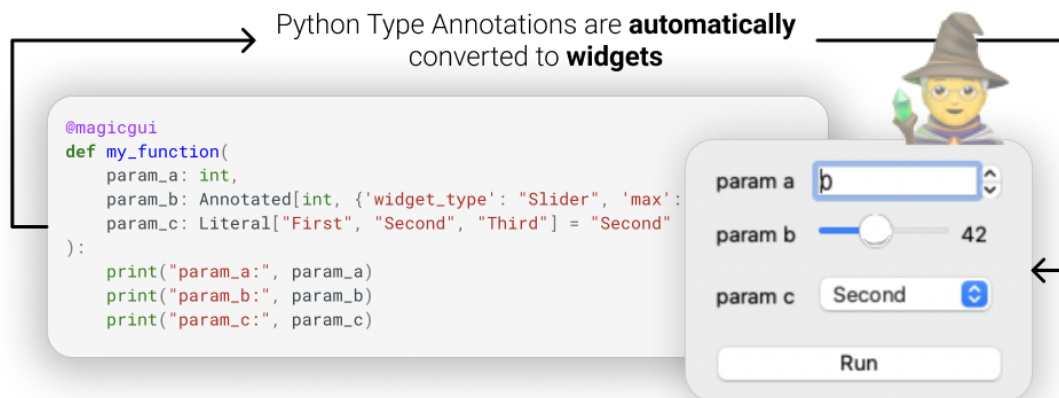 Python Type Annotations are automatically
converted to widgets
@magicgui
def my_function(
    param_a: int,
    param_b: Annotated[int, {'widget_type': "Slider", 'max':
    param_c: Literal["First", "Second", "Third"] = "Second"
):
    print("param_a:", param_a)
    print("param_b:", param_b)
    print("param_c:", param_c)
param a 0
param b 42
param c Second
Run